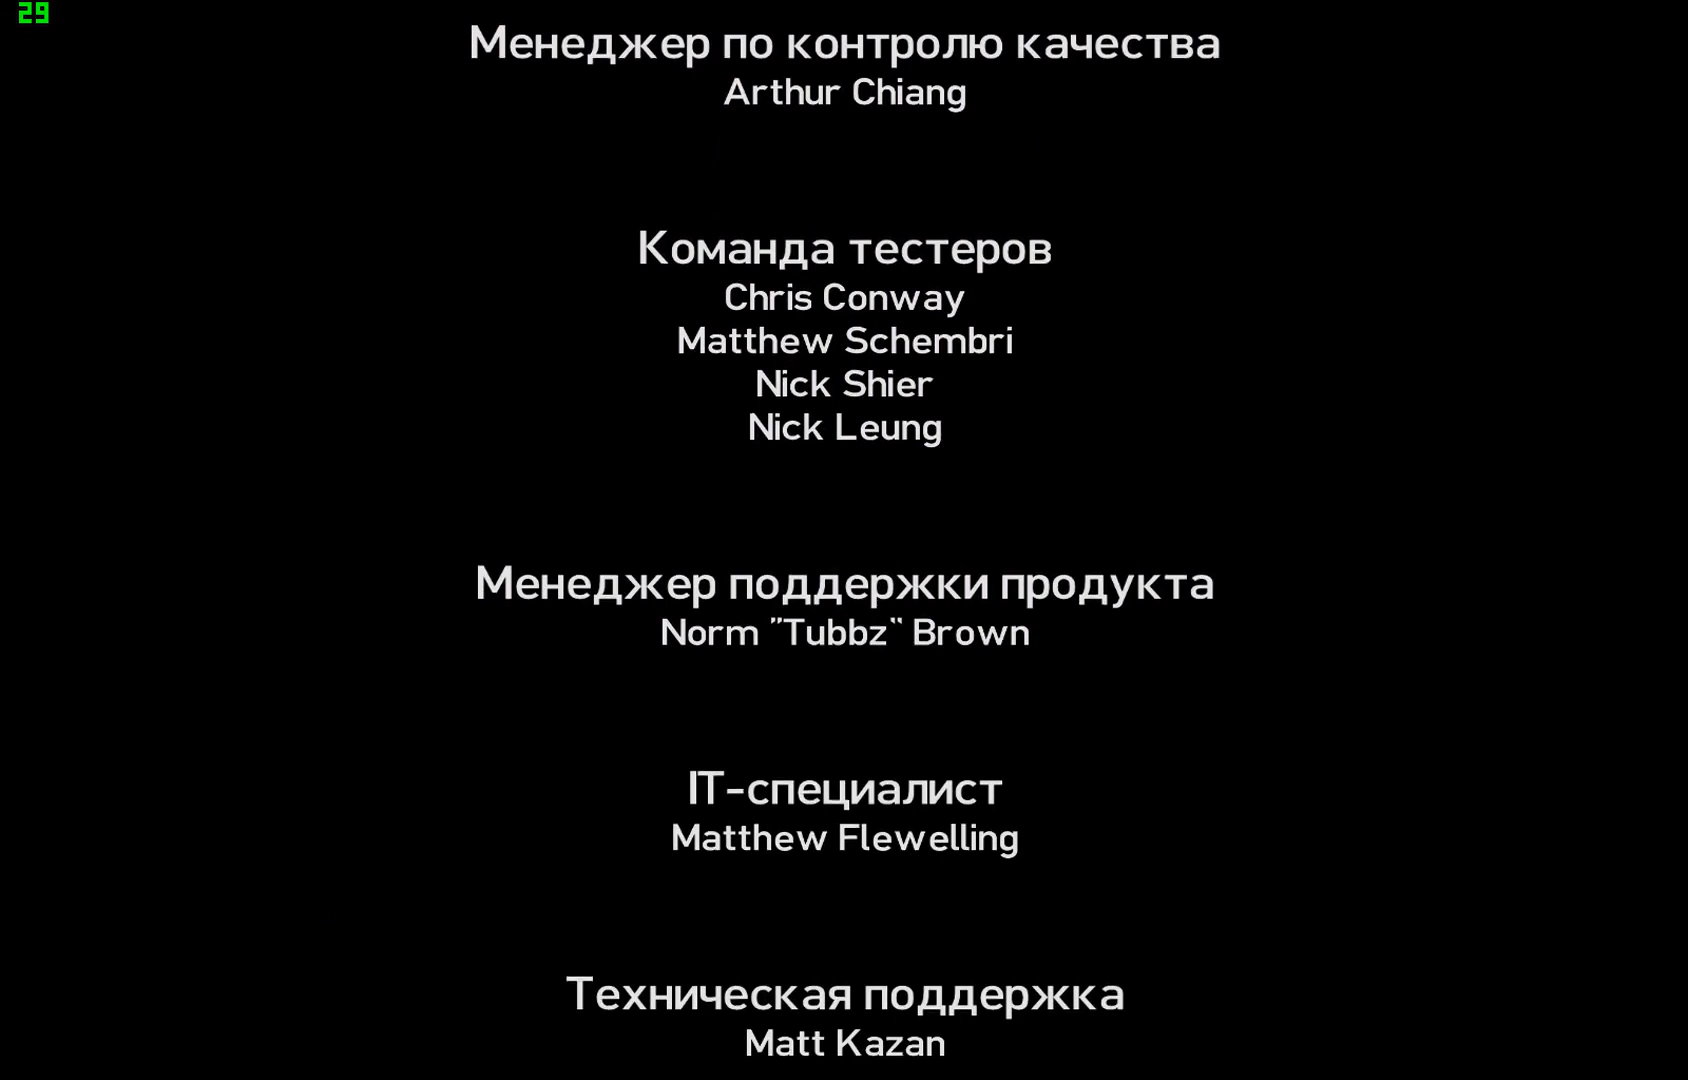 29
Менеджер по контролю качества
Arthur Chiang
Команда тестеров
Chris Conway
Matthew Schembri
Nick Shier
Nick Leung
Менеджер поддержки продукта
Norm "Tubbz" Brown
IT-специалист
Matthew Flewelling
Техническая поддержка
Matt Kazan